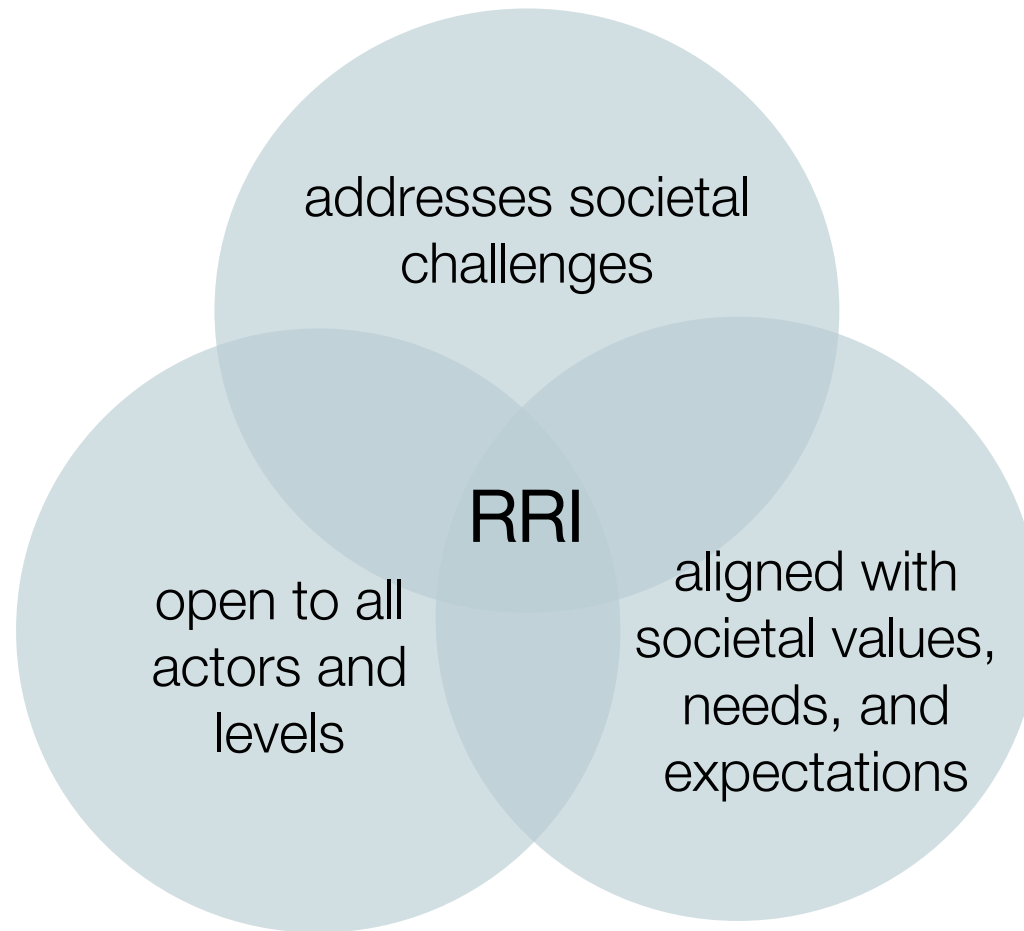 addresses societal
challenges
RRI
open to all
actors and
levels
aligned with
societal values,
needs, and
expectations